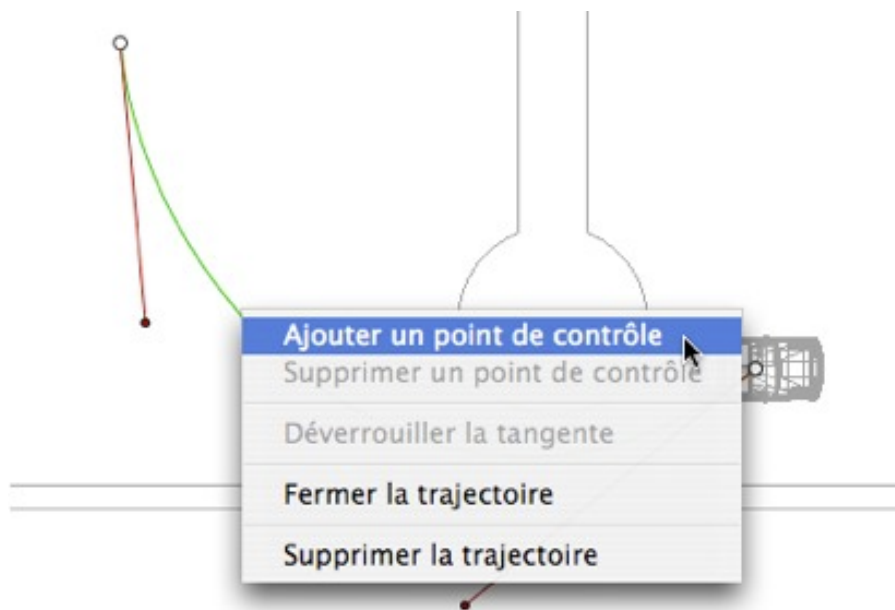 Ajouter un point de contrôle
Supprimer un point de contrôle
Déverrouiller la tangente
Fermer la trajectoire
Supprimer la trajectoire